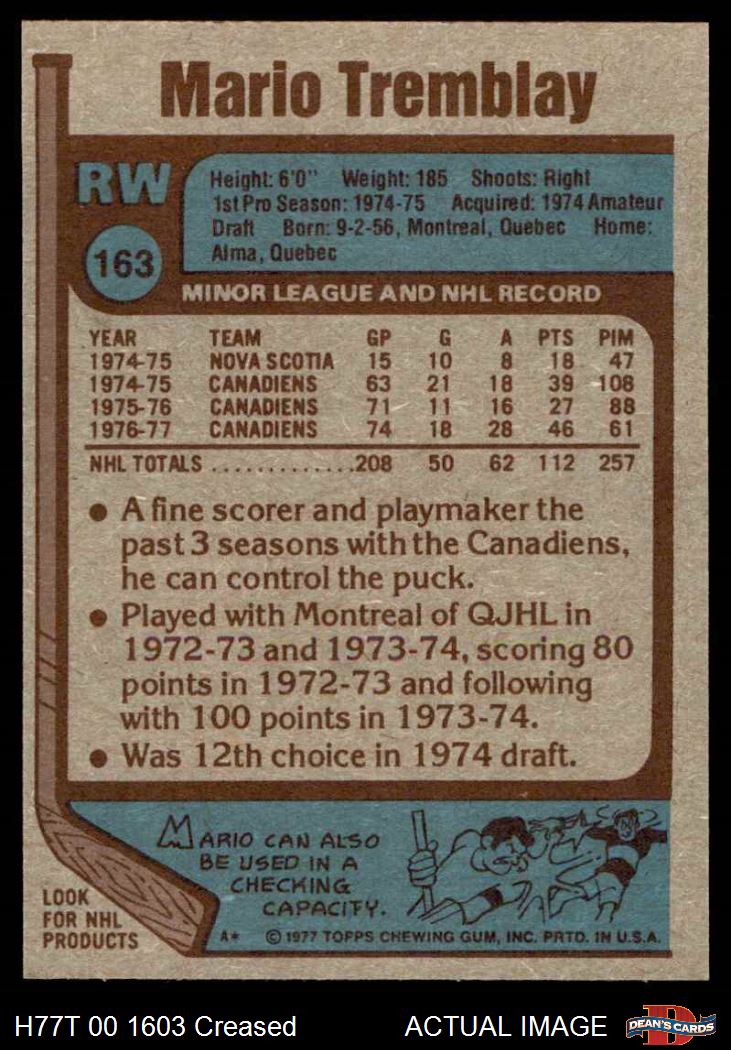 Mario Tremblay
RW
163
Height: 6'0" Weight: 185 Shoots: Right
1st Pro Season: 1974-75 Acquired: 1974 Amateur
Draft Born: 9-2-56, Montreal, Quebec Home:
Alma, Quebec
MINOR LEAGUE AND NHL RECORD
YEAR TEAM GP G A PTS PIM
1974-75 NOVA SCOTIA 15 10 8 18 47
1974-75 CANADIENS 63 21 18 39 108
1975-76 CANADIENS 71 11 16 27 88
1976-77 CANADIENS 74 18 28 46 61
NHL TOTALS .............208 50 62 112 257
● A fine scorer and playmaker the
past 3 seasons with the Canadiens,
he can control the puck.
● Played with Montreal of QJHL in
1972-73 and 1973-74, scoring 80
points in 1972-73 and following
with 100 points in 1973-74.
● Was 12th choice in 1974 draft.
MARIO CAN ALSO
BE USED IN A
CHECKING
CAPACITY.
LOOK
FOR NHL
PRODUCTS
A* © 1977 TOPPS CHEWING GUM, INC. PRTD. IN U.S.A.
H77T 00 1603 Creased ACTUAL IMAGE
DEAN'S CARDS